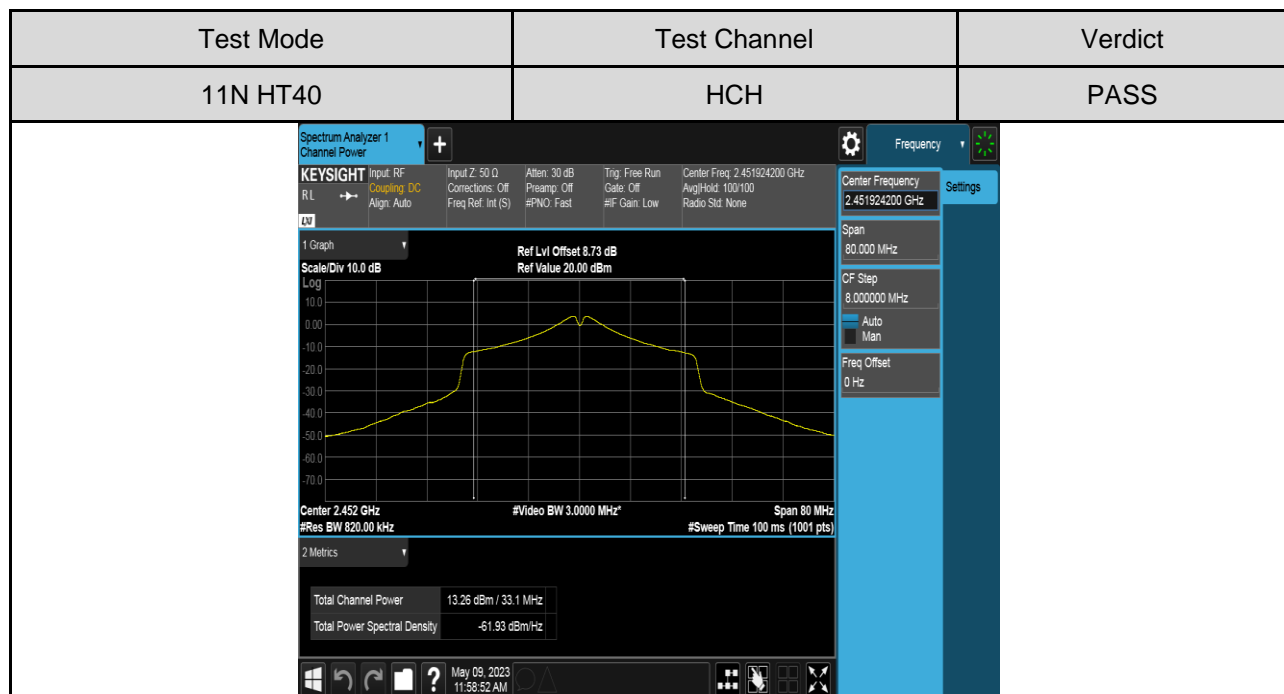 Test Mode Test Channel Verdict
11N HT40 HCH PASS
Spectrum Analyzer 1
Channel Power
+
Frequency
KEYSIGHT
R L
LXI
Input: RF
Coupling: DC
Align: Auto
Input Z: 50 Ω
Corrections: Off
Freq Ref: Int (S)
Atten: 30 dB
Preamp: Off
#PNO: Fast
Trig: Free Run
Gate: Off
#IF Gain: Low
Center Freq: 2.451924200 GHz
Avg|Hold: 100/100
Radio Std: None
Center Frequency
2.451924200 GHz
Settings
Span
80.000 MHz
CF Step
8.000000 MHz
Auto
Man
Freq Offset
0 Hz
1 Graph
Scale/Div 10.0 dB
Ref Lvl Offset 8.73 dB
Ref Value 20.00 dBm
Log
10.0
0.00
-10.0
-20.0
-30.0
-40.0
-50.0
-60.0
-70.0
Center 2.452 GHz #Video BW 3.0000 MHz* Span 80 MHz
#Res BW 820.00 kHz #Sweep Time 100 ms (1001 pts)
2 Metrics
Total Channel Power 13.26 dBm / 33.1 MHz
Total Power Spectral Density -61.93 dBm/Hz
?
May 09, 2023
11:58:52 AM